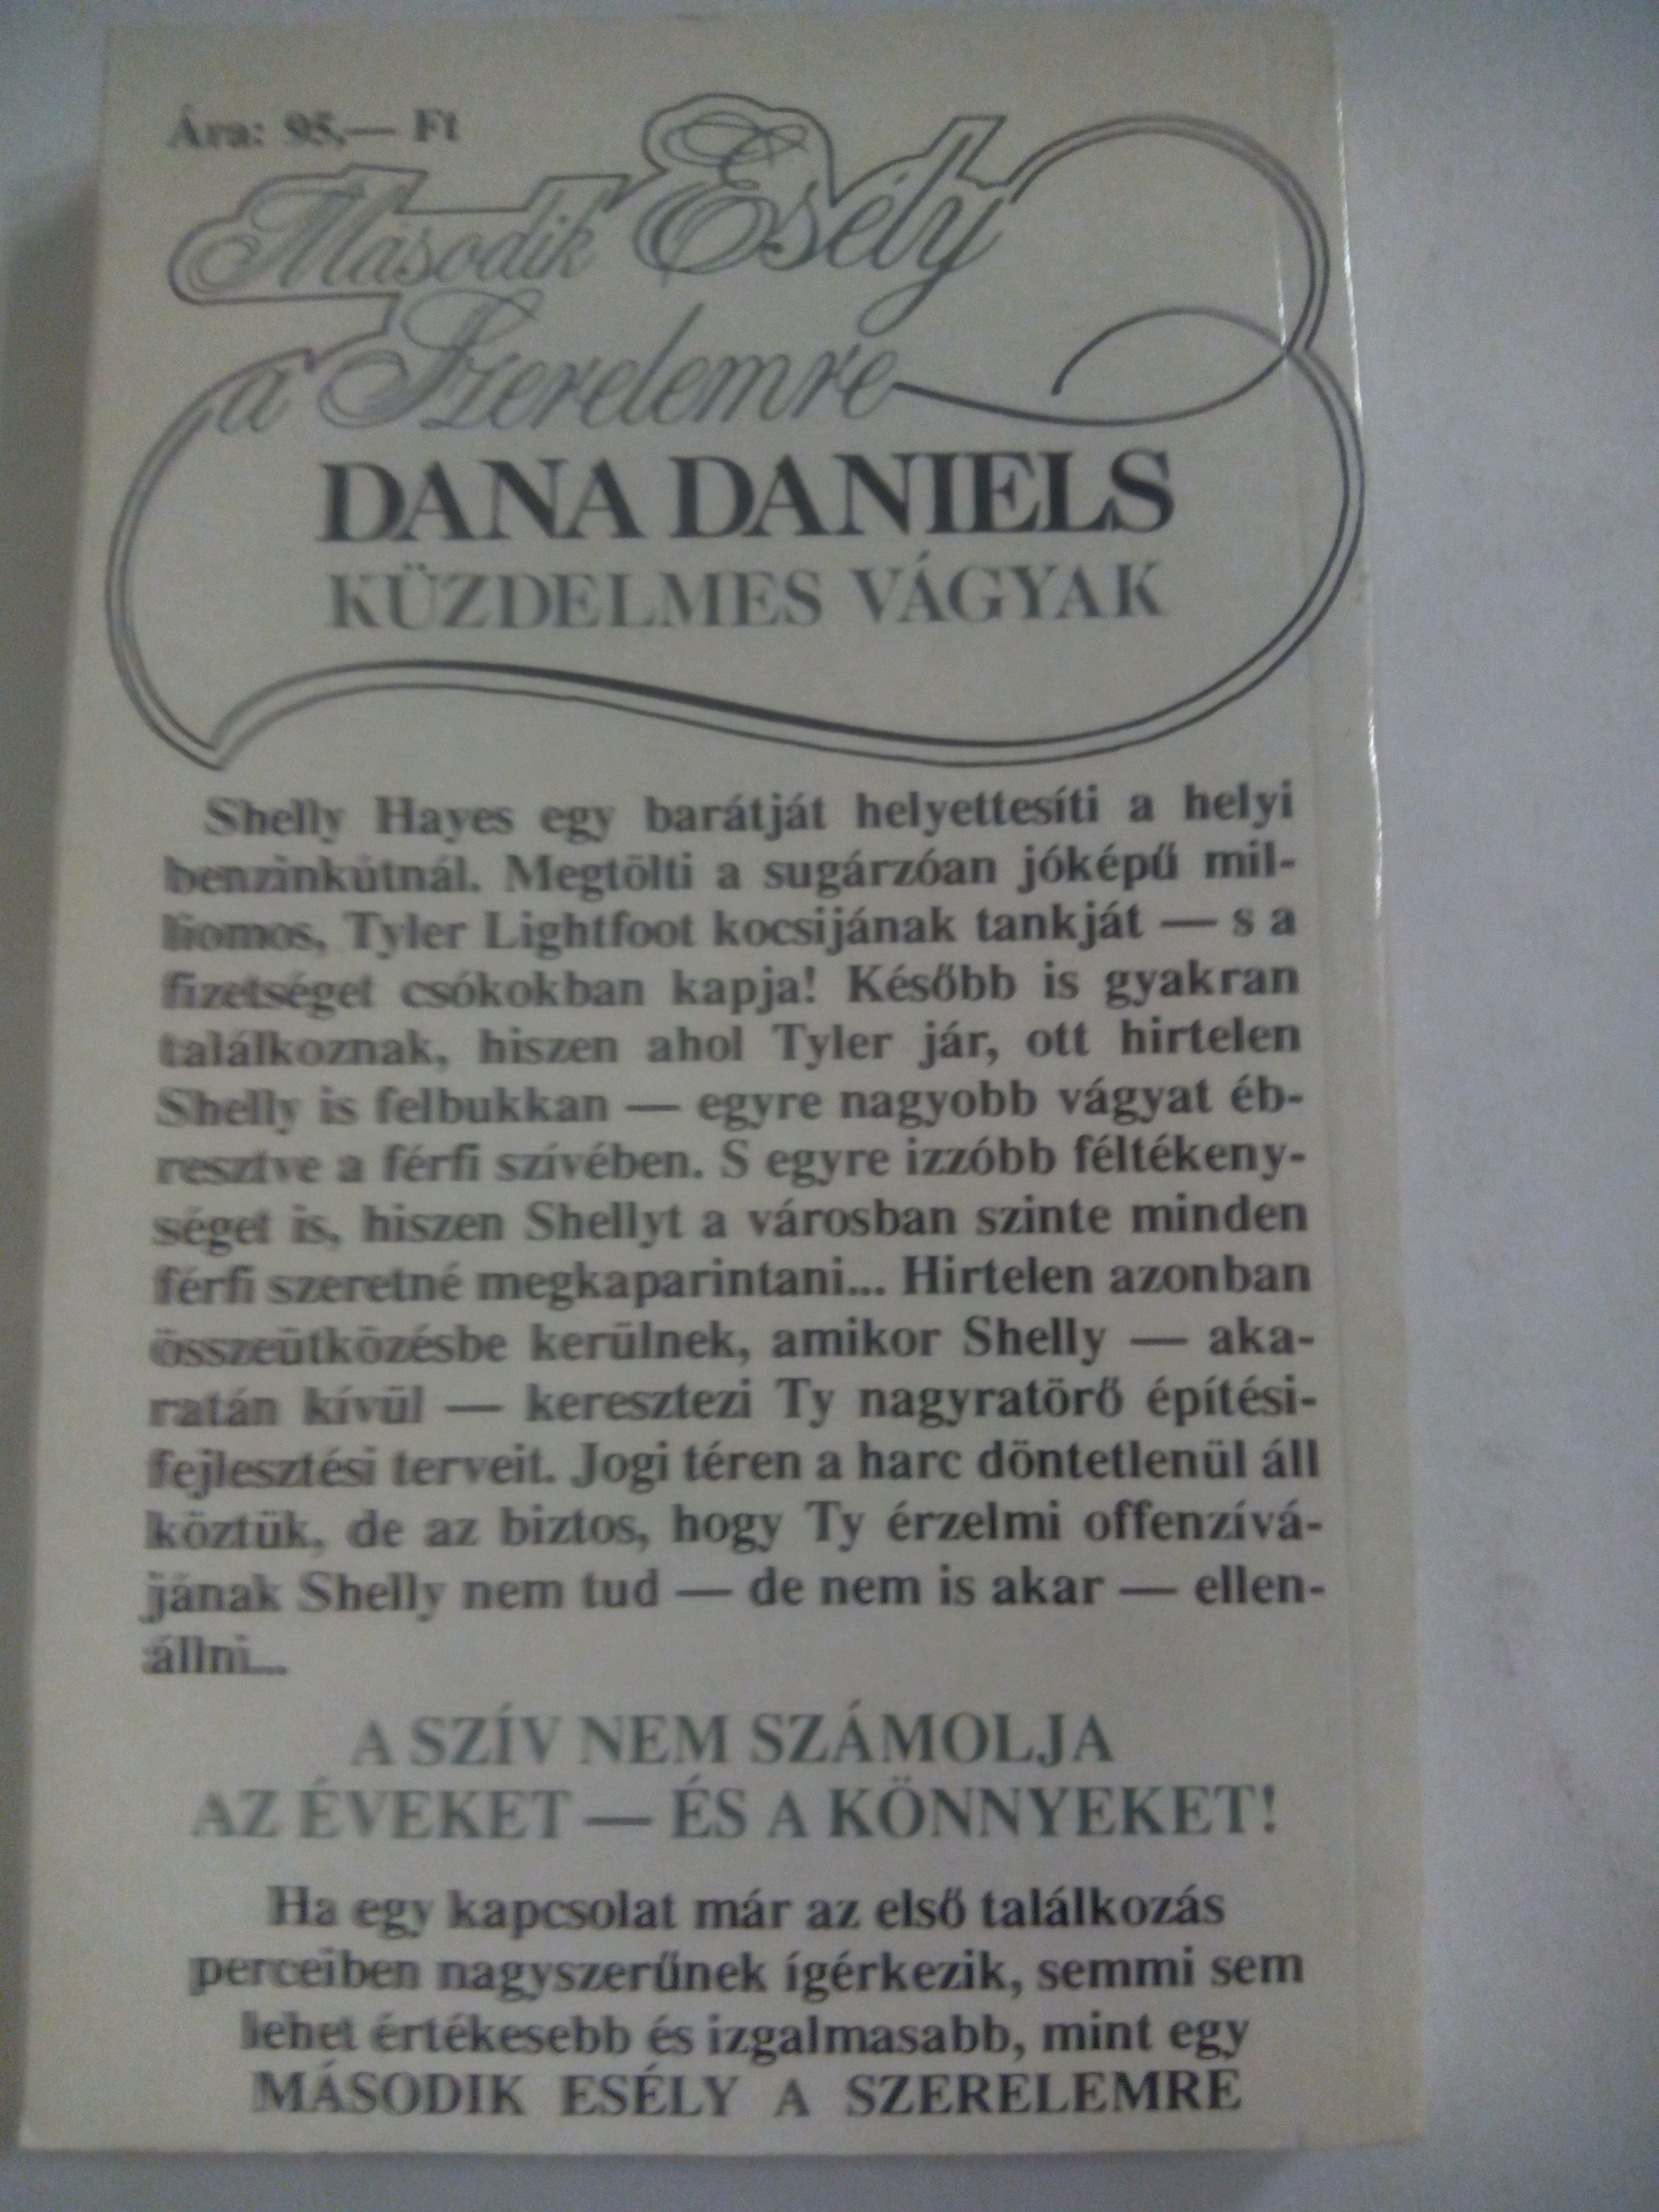 Ára: 95,— Ft
Második Esély
a Szerelemre
DANA DANIELS
KÜZDELMES VÁGYAK
Shelly Hayes egy barátját helyettesíti a helyi
benzinkútnál. Megtölti a sugárzóan jóképű mil-
liomos, Tyler Lightfoot kocsijának tankját — s a
fizetséget csókokban kapja! Később is gyakran
találkoznak, hiszen ahol Tyler jár, ott hirtelen
Shelly is felbukkan — egyre nagyobb vágyat éb-
resztve a férfi szívében. S egyre izzóbb féltékeny-
séget is, hiszen Shellyt a városban szinte minden
férfi szeretné megkaparintani... Hirtelen azonban
összeütközésbe kerülnek, amikor Shelly — aka-
ratán kívül — keresztezi Ty nagyratörő építési-
fejlesztési terveit. Jogi téren a harc döntetlenül áll
köztük, de az biztos, hogy Ty érzelmi offenzívá-
jának Shelly nem tud — de nem is akar — ellen-
állni...
A SZÍV NEM SZÁMOLJA
AZ ÉVEKET — ÉS A KÖNNYEKET!
Ha egy kapcsolat már az első találkozás
perceiben nagyszerűnek ígérkezik, semmi sem
lehet értékesebb és izgalmasabb, mint egy
MÁSODIK ESÉLY A SZERELEMRE